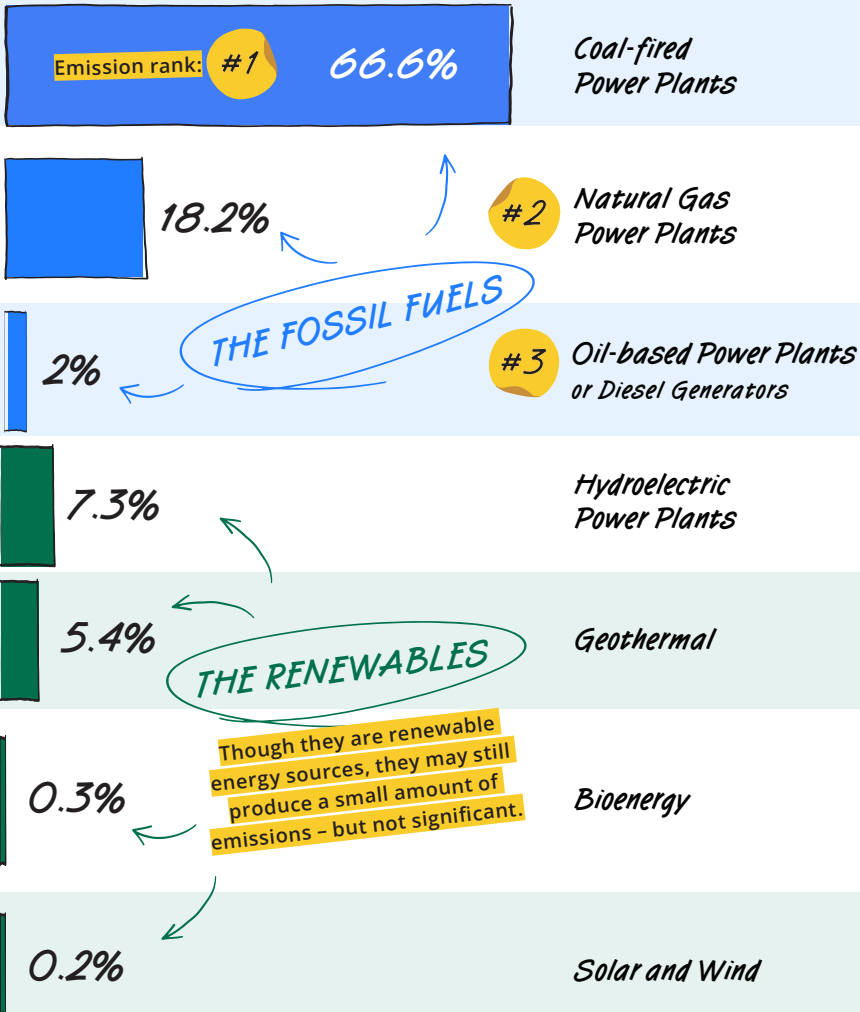 Emission rank: #1 66.6% Coal-fired
Power Plants
18.2% #2 Natural Gas
Power Plants
THE FOSSIL FUELS
2% #3 Oil-based Power Plants
or Diesel Generators
7.3% Hydroelectric
Power Plants
5.4% Geothermal
THE RENEWABLES
Though they are renewable
energy sources, they may still
produce a small amount of
emissions – but not significant.
0.3% Bioenergy
0.2% Solar and Wind